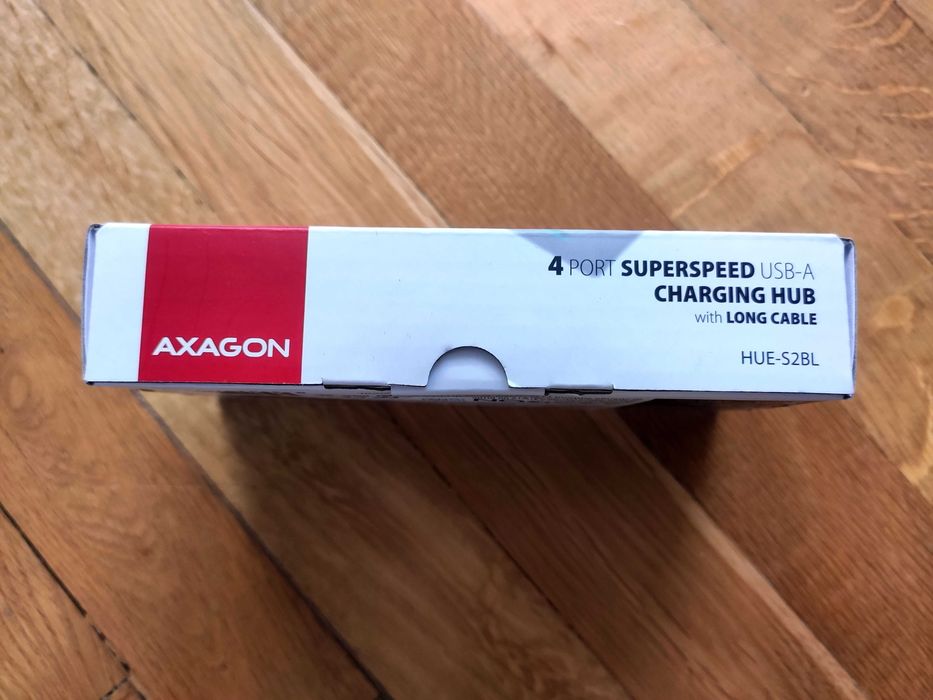 AXAGON
4 PORT SUPERSPEED USB-A
CHARGING HUB
with LONG CABLE
HUE-S2BL